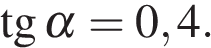 tg α = 0,4.